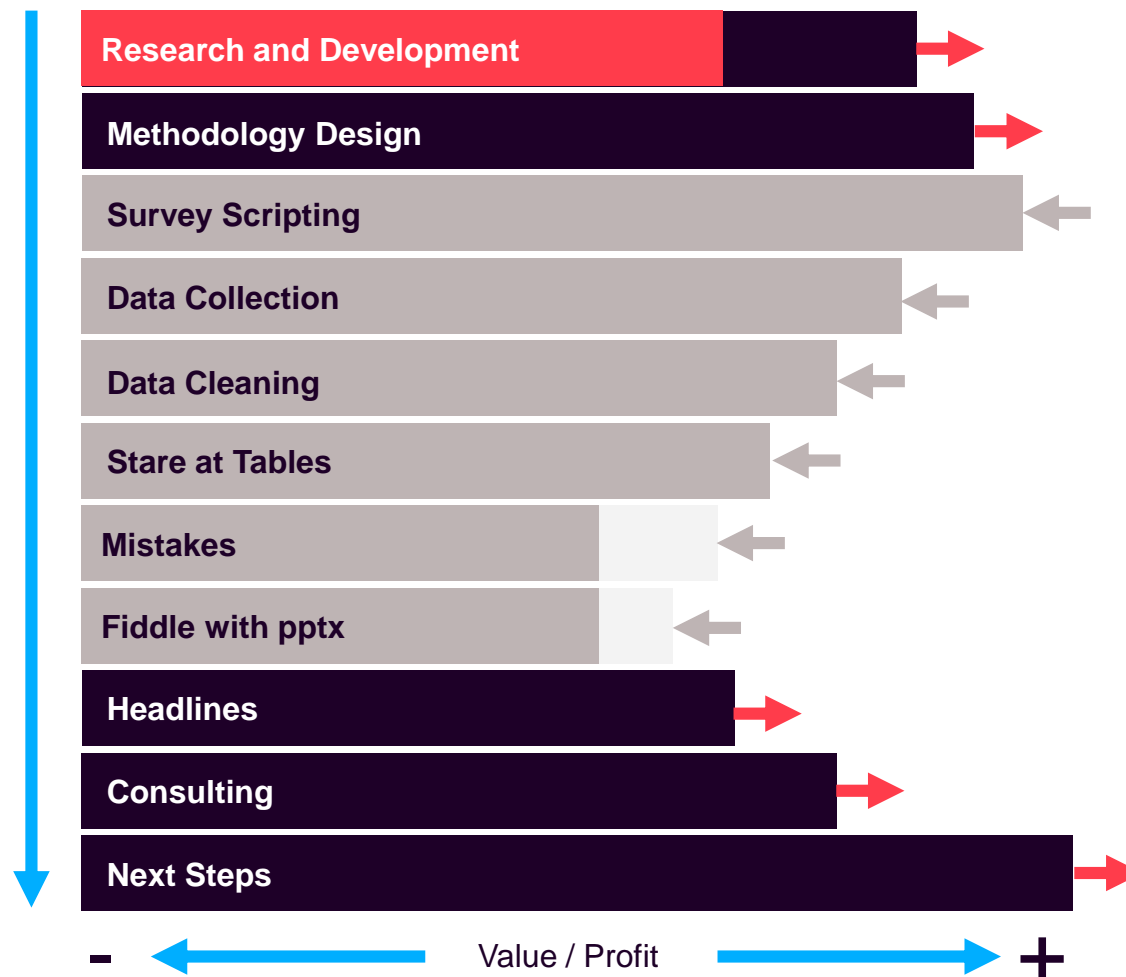 Research and Development
Methodology Design
Survey Scripting
Data Collection
Data Cleaning
Stare at Tables
Mistakes
Fiddle with pptx
Headlines
Consulting
Next Steps
- Value / Profit +